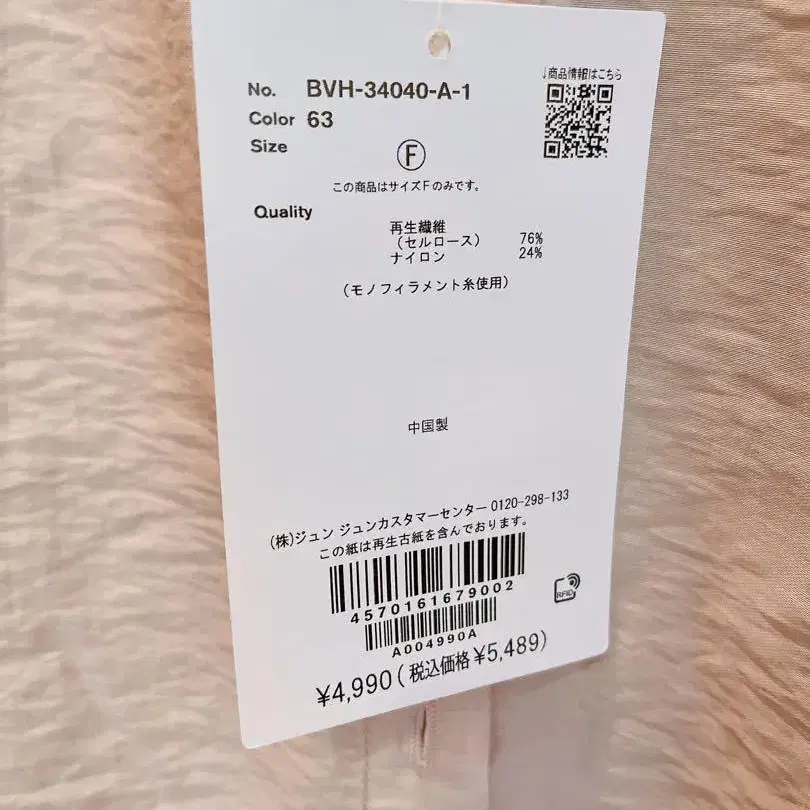 ↓商品情報はこちら
No. BVH-34040-A-1
Color 63
Size
Ⓕ
この商品はサイズFのみです。
Quality
再生繊維
（セルロース） 76%
ナイロン 24%
（モノフィラメント糸使用）
中国製
(株)ジュン ジュンカスタマーセンター 0120-298-133
この紙は再生古紙を含んでおります。
4570161679002
RFID
A004990A
¥4,990(税込価格¥5,489)